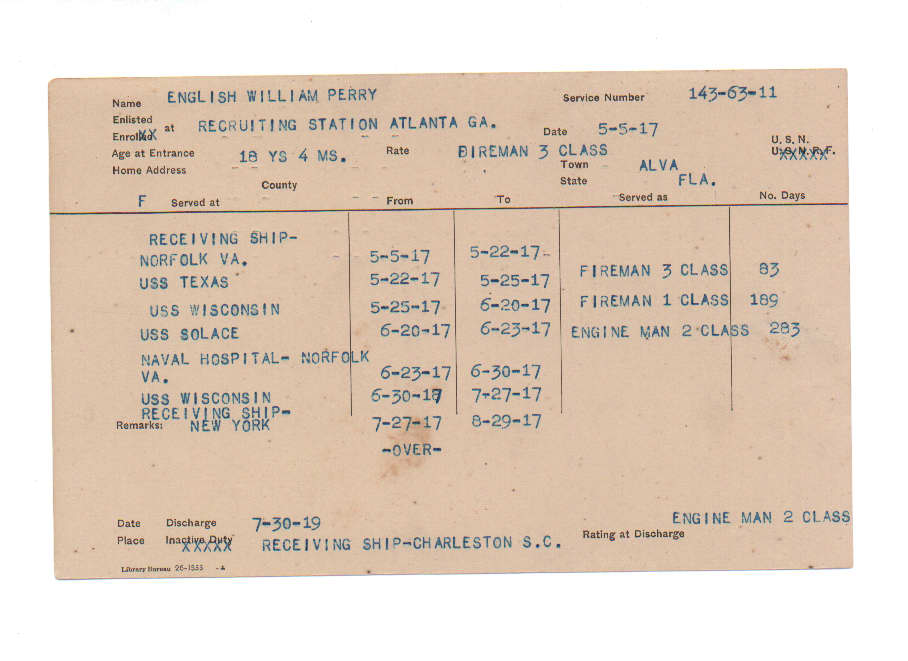 Name ENGLISH WILLIAM PERRY Service Number 143-63-11
Enlisted
Enrolled XX at RECRUITING STATION ATLANTA GA. Date 5-5-17 U. S. N.
Age at Entrance 18 YS 4 MS. Rate BIREMAN 3 CLASS U. S. N. R. F. XXXXX
Home Address Town ALVA
County State FLA.
F Served at From To Served as No. Days
RECEIVING SHIP-
NORFOLK VA. 5-5-17 5-22-17
USS TEXAS 5-22-17 5-25-17 FIREMAN 3 CLASS 83
USS WISCONSIN 5-25-17 6-20-17 FIREMAN 1 CLASS 189
USS SOLACE 6-20-17 6-23-17 ENGINE MAN 2 CLASS 283
NAVAL HOSPITAL- NORFOLK
VA. 6-23-17 6-30-17
USS WISCONSIN 6-30-17 7-27-17
RECEIVING SHIP-
Remarks: NEW YORK 7-27-17 8-29-17
-OVER-
Date Discharge 7-30-19 ENGINE MAN 2 CLASS
Place Inactive Duty XXXXX RECEIVING SHIP-CHARLESTON S.C. Rating at Discharge
Library Bureau 26-1553